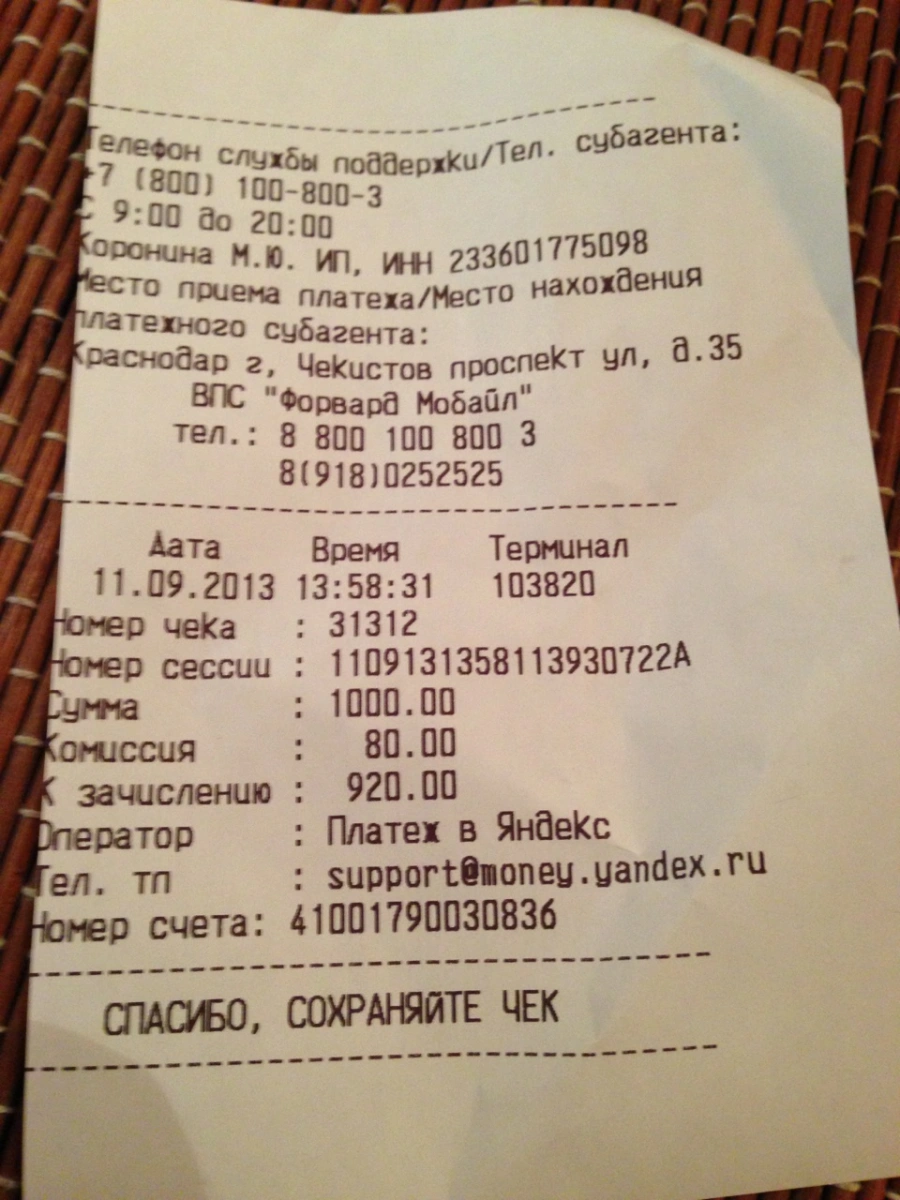 Телефон службы поддержки/Тел. субагента:
+7 (800) 100-800-3
С 9:00 до 20:00
Коронина М.Ю. ИП, ИНН 233601775098
Место приема платежа/Место нахождения
платежного субагента:
Краснодар г, Чекистов проспект ул, д.35
ВПС "Форвард Мобайл"
тел.: 8 800 100 800 3
8(918)0252525
Дата Время Терминал
11.09.2013 13:58:31 103820
Номер чека : 31312
Номер сессии : 1109131358113930722A
Сумма : 1000.00
Комиссия : 80.00
К зачислению : 920.00
Оператор : Платеж в Яндекс
Тел. тп : support@money.yandex.ru
Номер счета: 41001790030836
СПАСИБО, СОХРАНЯЙТЕ ЧЕК